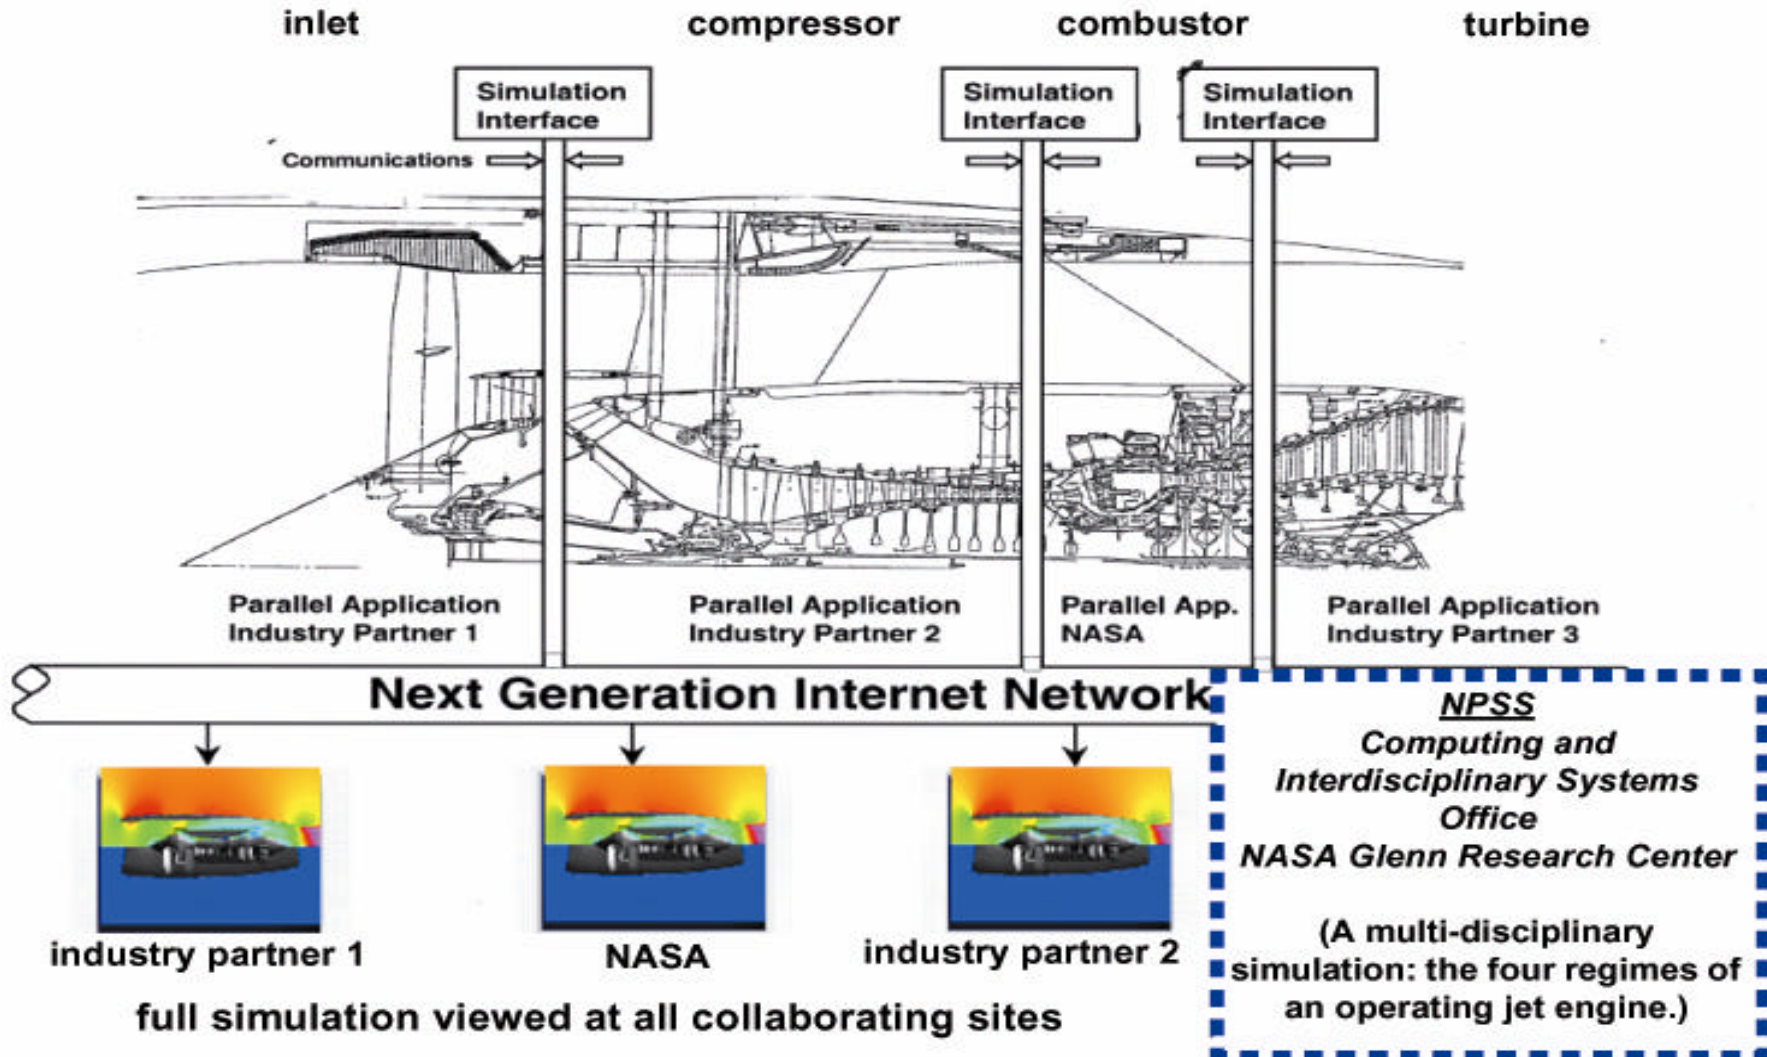 inlet compressor combustor turbine
Simulation
Interface
Simulation
Interface
Simulation
Interface
Communications
Parallel Application
Industry Partner 1
Parallel Application
Industry Partner 2
Parallel App.
NASA
Parallel Application
Industry Partner 3
Next Generation Internet Network
NPSS
Computing and
Interdisciplinary Systems
Office
NASA Glenn Research Center
(A multi-disciplinary
simulation: the four regimes of
an operating jet engine.)
industry partner 1
NASA
industry partner 2
full simulation viewed at all collaborating sites